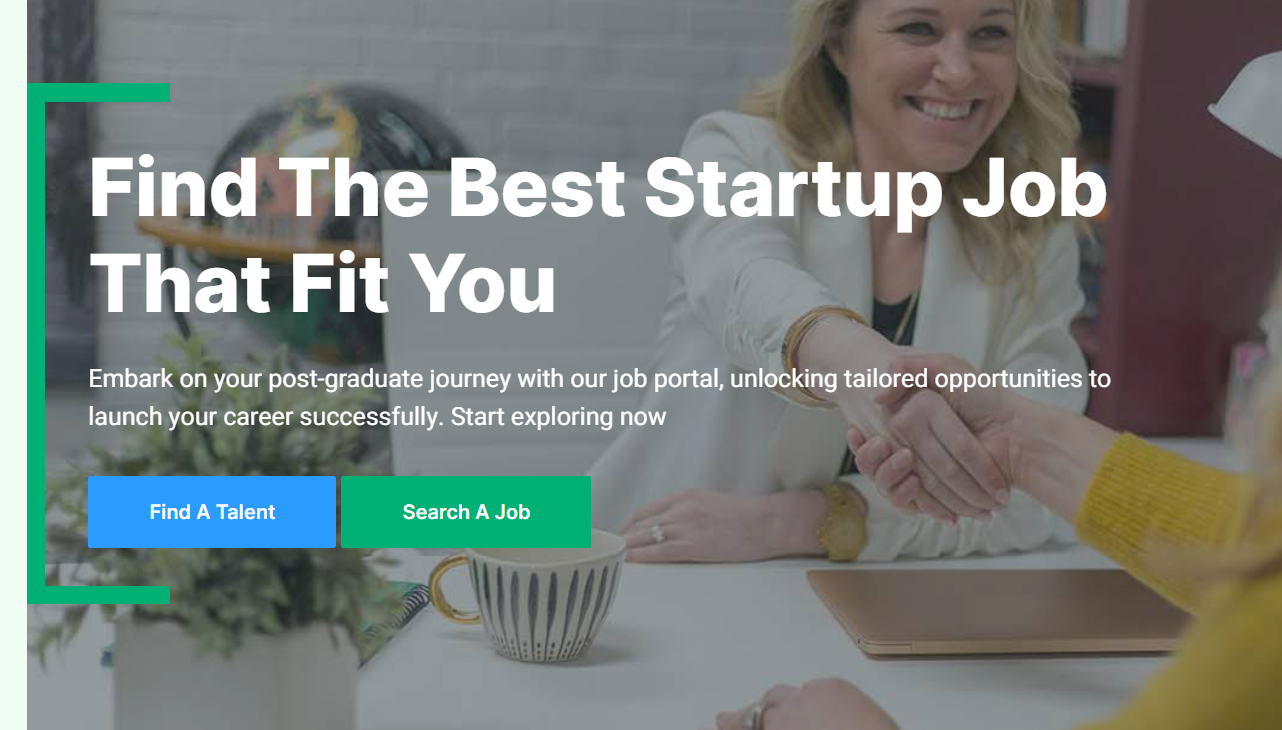 Find The Best Startup Job
That Fit You
Embark on your post-graduate journey with our job portal, unlocking tailored opportunities to
launch your career successfully. Start exploring now
Find A Talent
Search A Job